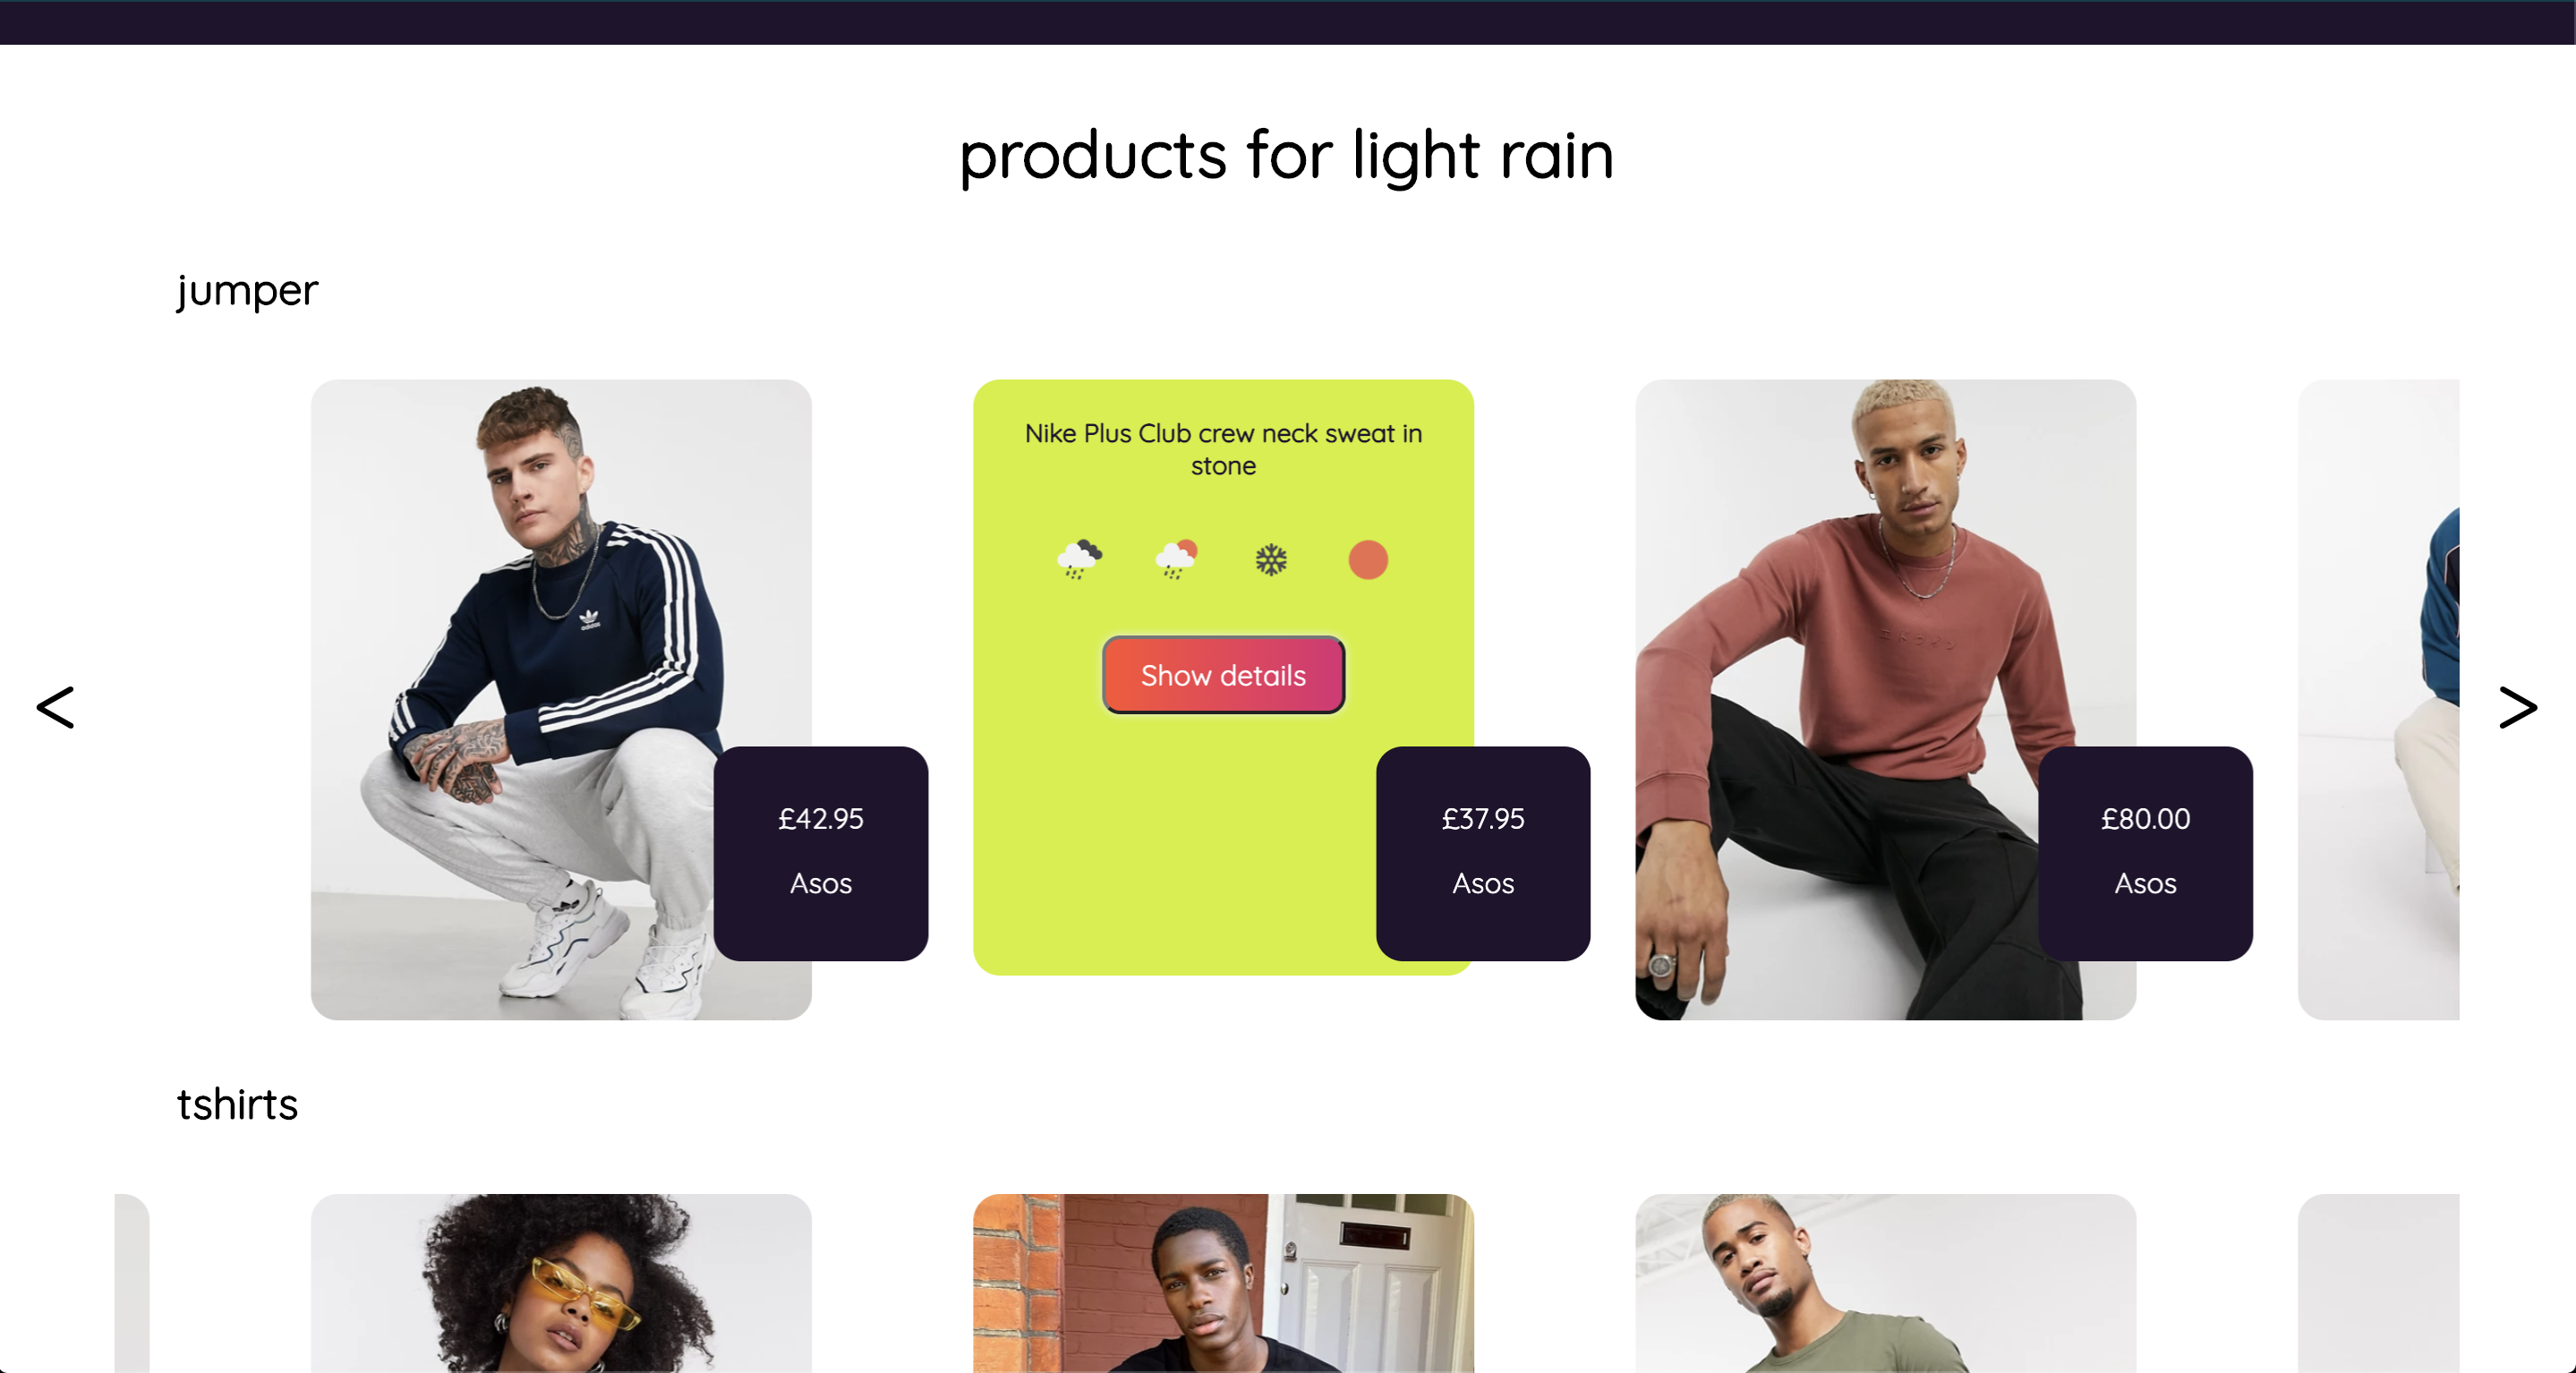 products for light rain
jumper
adidas
Nike Plus Club crew neck sweat in
stone
Show details
<
>
£42.95
Asos
£37.95
Asos
£80.00
Asos
tshirts